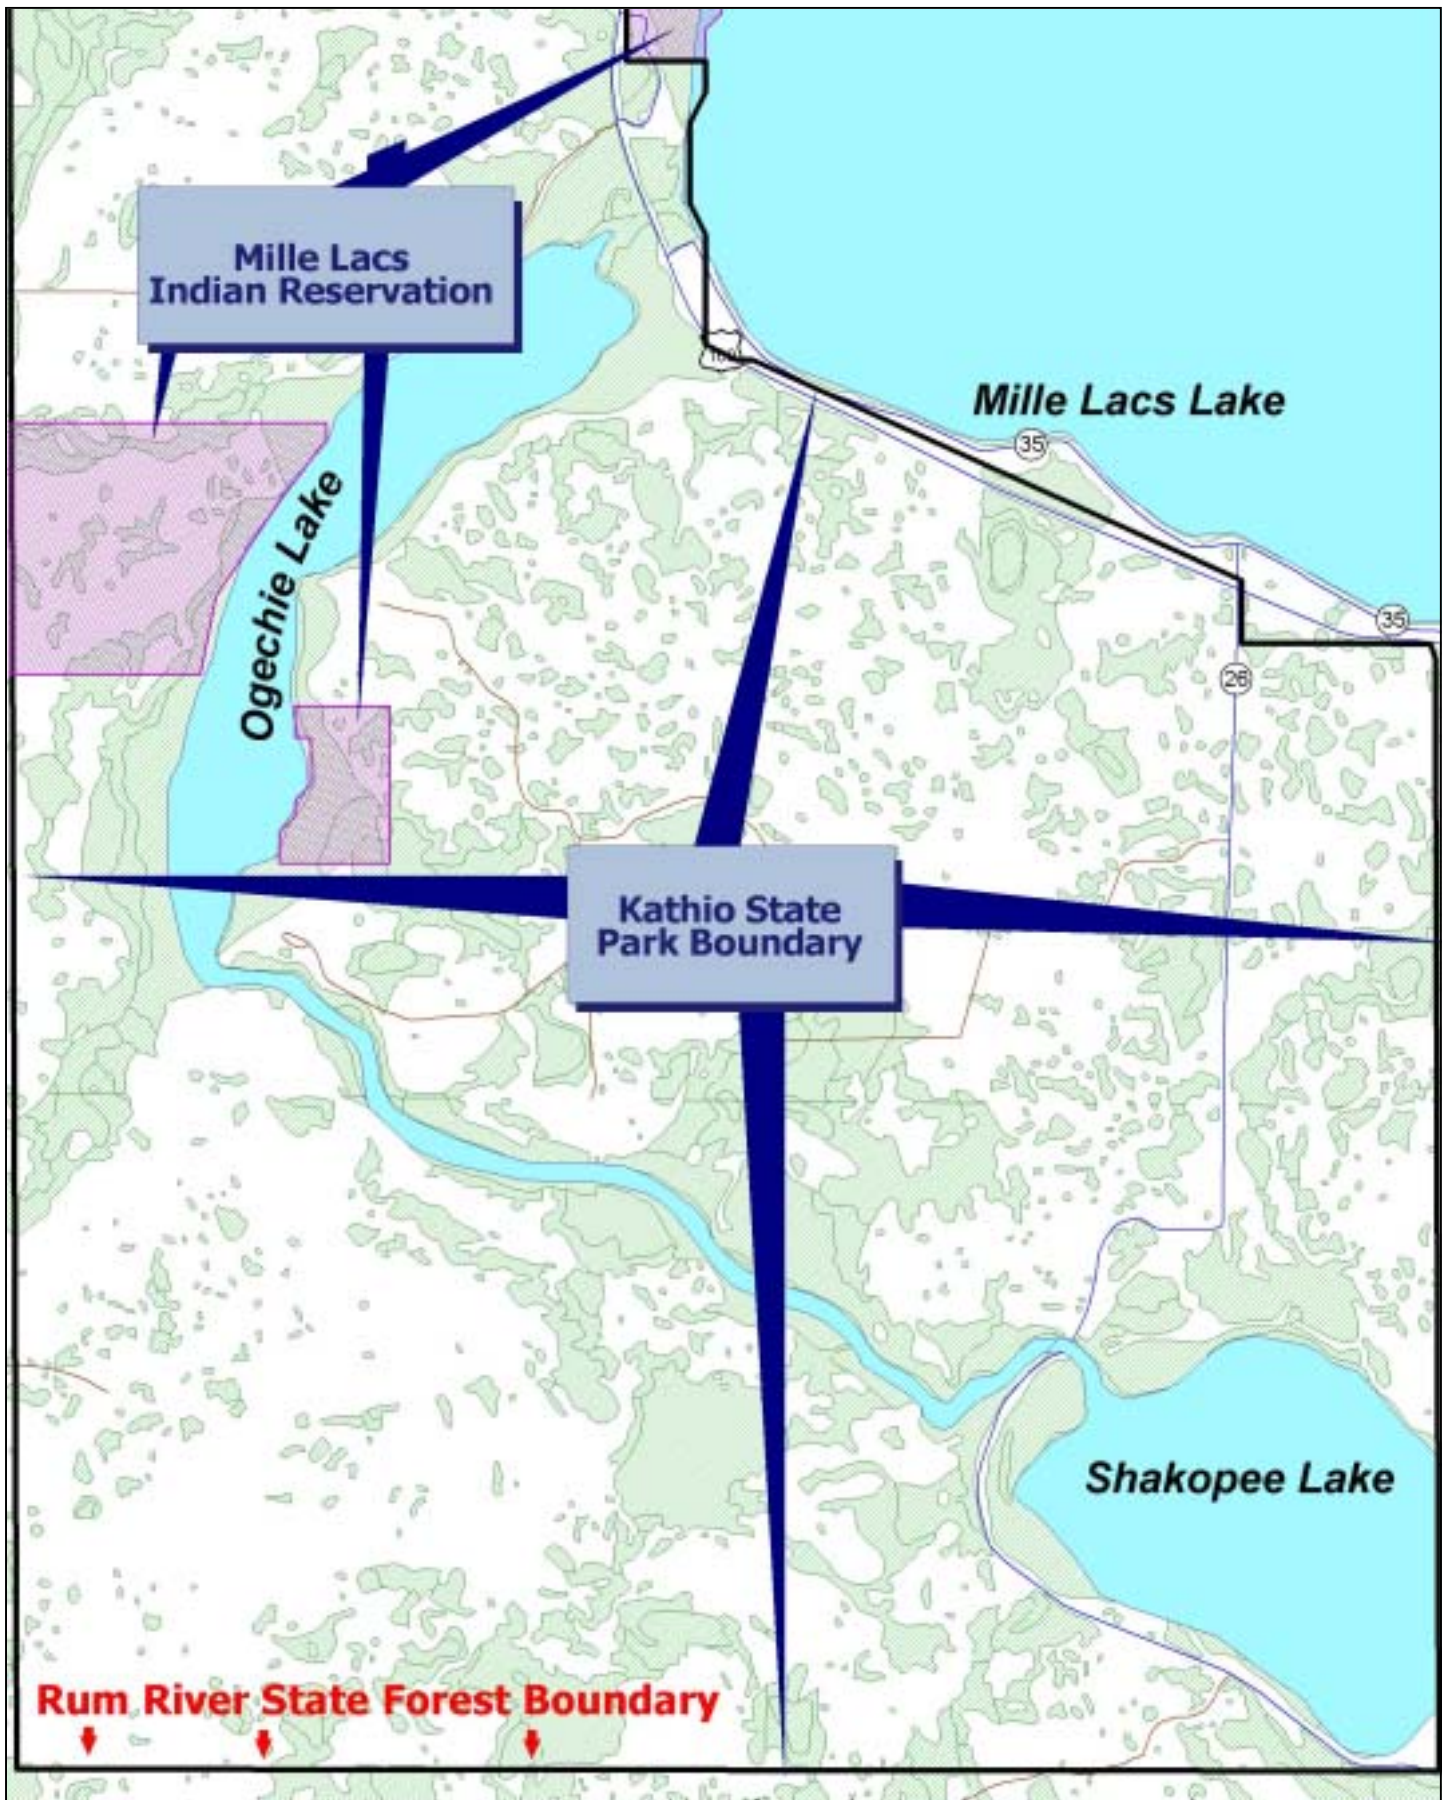 Mille Lacs
Indian Reservation
Mille Lacs Lake
35
Ogechie Lake
35
26
Kathio State
Park Boundary
Shakopee Lake
Rum River State Forest Boundary